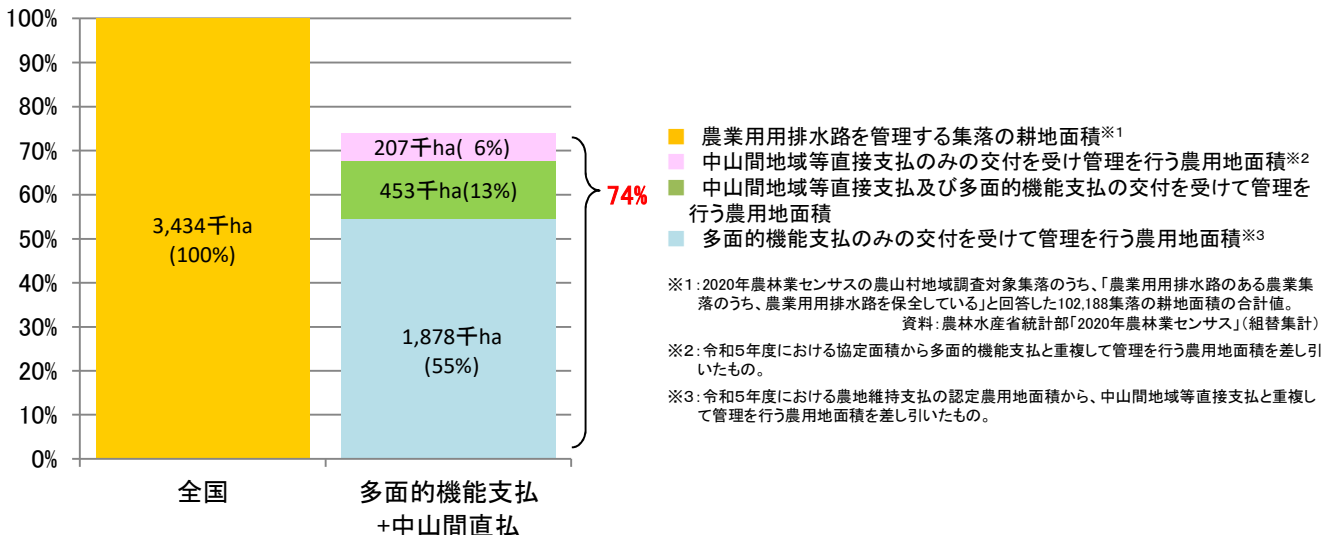 100%
90%
80%
70%
60%
50%
40%
30%
20%
10%
0%
3,434千ha
(100%)
207千ha( 6%)
453千ha(13%)
1,878千ha
(55%)
74%
全国
多面的機能支払
+中山間直払
農業用用排水路を管理する集落の耕地面積※1
中山間地域等直接支払のみの交付を受け管理を行う農用地面積※2
中山間地域等直接支払及び多面的機能支払の交付を受けて管理を
行う農用地面積
多面的機能支払のみの交付を受けて管理を行う農用地面積※3
※1：2020年農林業センサスの農山村地域調査対象集落のうち、「農業用用排水路のある農業集
落のうち、農業用用排水路を保全している」と回答した102,188集落の耕地面積の合計値。
資料：農林水産省統計部「2020年農林業センサス」（組替集計）
※2：令和5年度における協定面積から多面的機能支払と重複して管理を行う農用地面積を差し引
いたもの。
※3：令和5年度における農地維持支払の認定農用地面積から、中山間地域等直接支払と重複し
て管理を行う農用地面積を差し引いたもの。